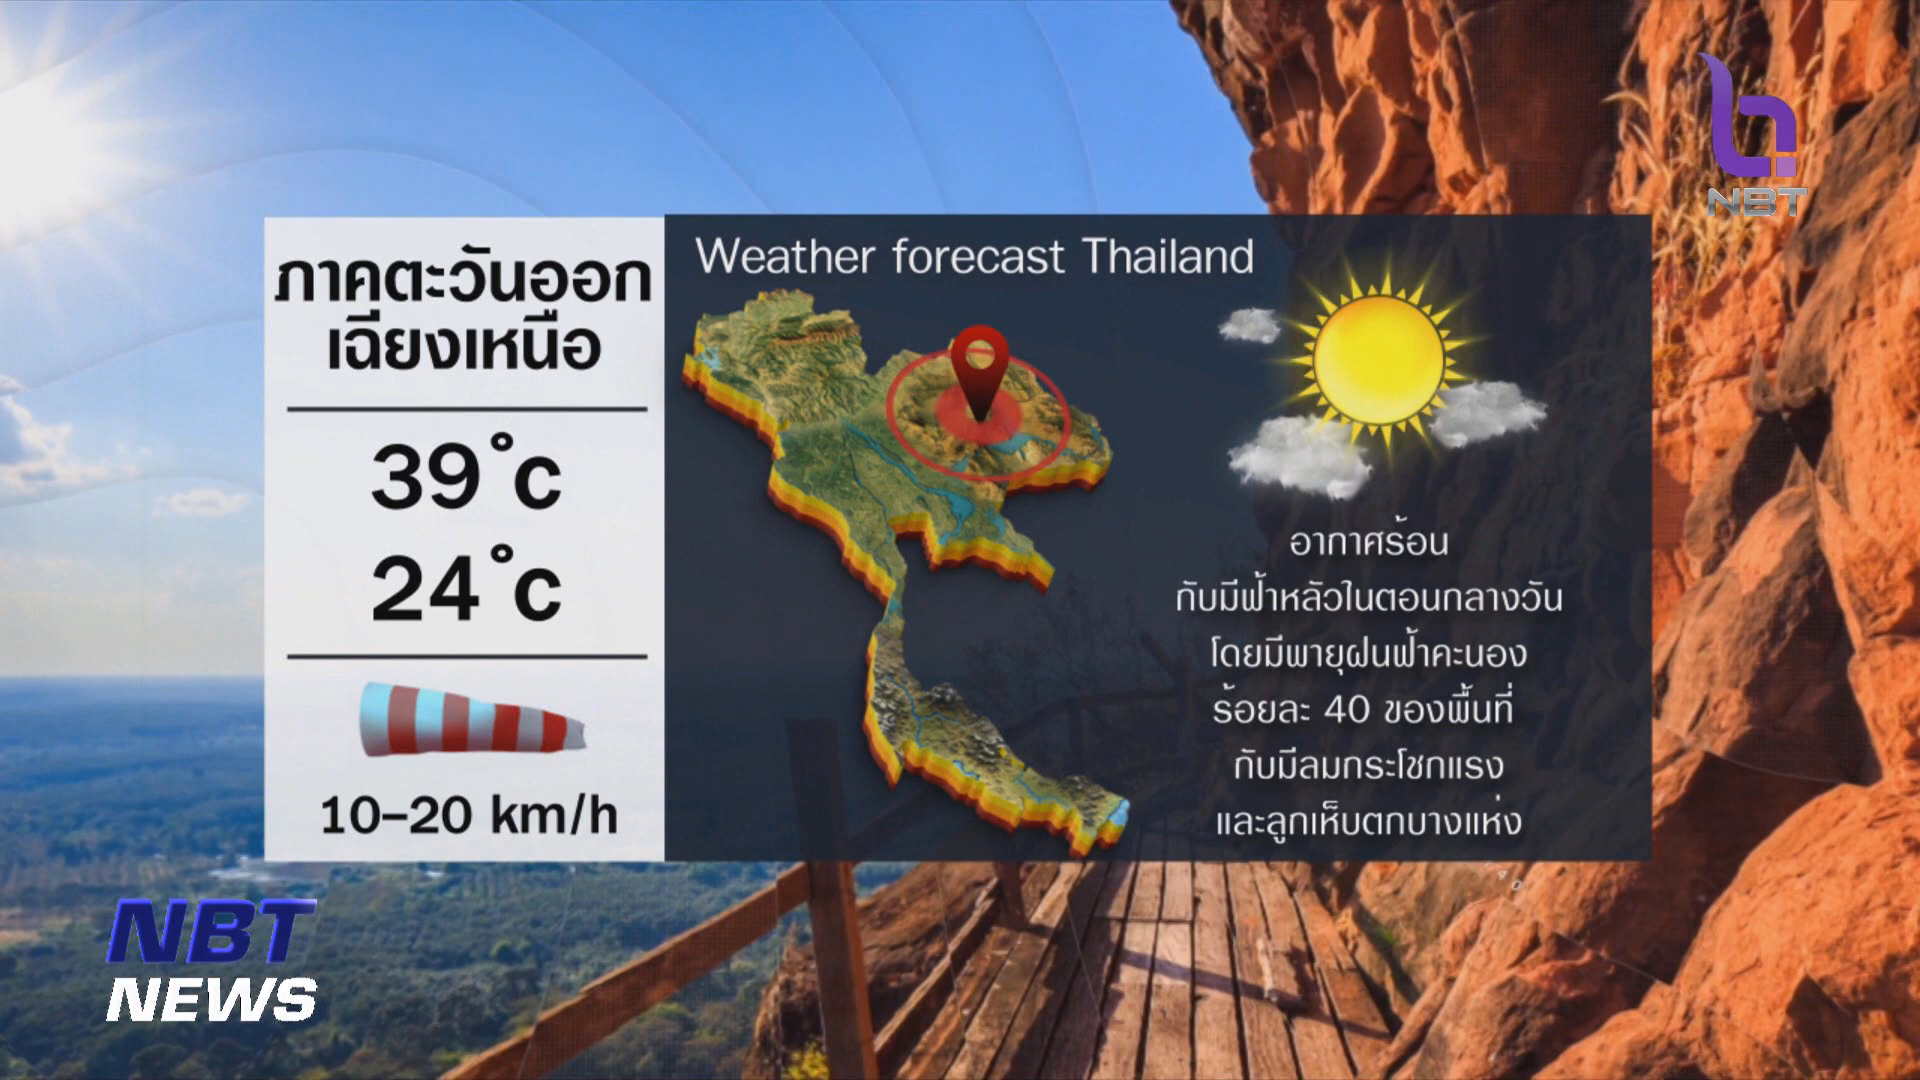 NBT
ภาคตะวันออก
เฉียงเหนือ
39°c
24°c
10–20 km/h
Weather forecast Thailand
อากาศร้อน
กับมีฟ้าหลัวในตอนกลางวัน
โดยมีพายุฝนฟ้าคะนอง
ร้อยละ 40 ของพื้นที่
กับมีลมกระโชกแรง
และลูกเห็บตกบางแห่ง
NBT
NEWS